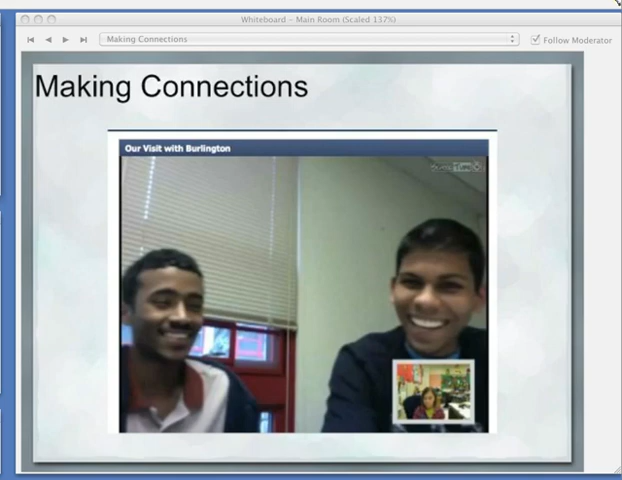 Whiteboard – Main Room (Scaled 137%)
Making Connections
Follow Moderator
Making Connections
Our Visit with Burlington